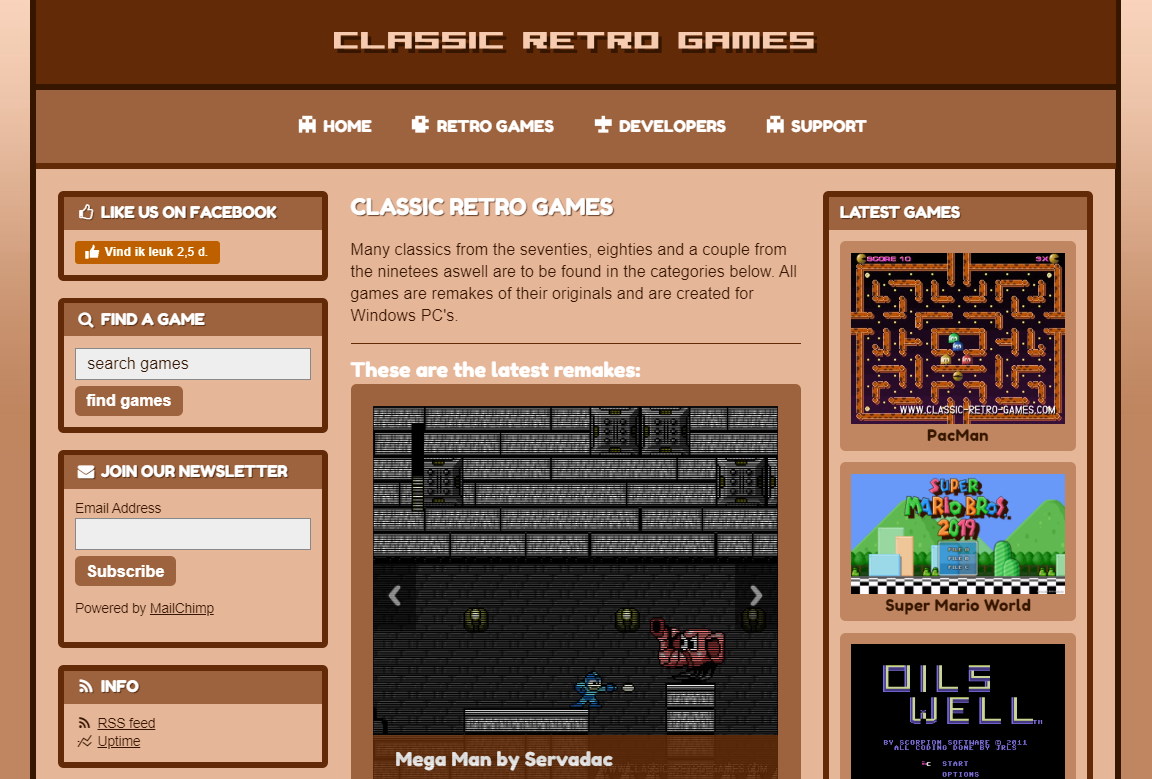 CLASSIC RETRO GAMES
HOME
RETRO GAMES
DEVELOPERS
SUPPORT
LIKE US ON FACEBOOK
Vind ik leuk 2,5 d.
FIND A GAME
search games
find games
JOIN OUR NEWSLETTER
Email Address
Subscribe
Powered by MailChimp
INFO
RSS feed
Uptime
CLASSIC RETRO GAMES
Many classics from the seventies, eighties and a couple from
the ninetees aswell are to be found in the categories below. All
games are remakes of their originals and are created for
Windows PC's.
These are the latest remakes:
Mega Man by Servadac
LATEST GAMES
SCORE 10
WWW.CLASSIC-RETRO-GAMES.COM
PacMan
SUPER
MARIO BROS.
2019
Super Mario World
OILS
WELL
TM
BY SCORPION SOFTWARE © 2011
ALL CODING DONE BY JRLS
START
OPTIONS